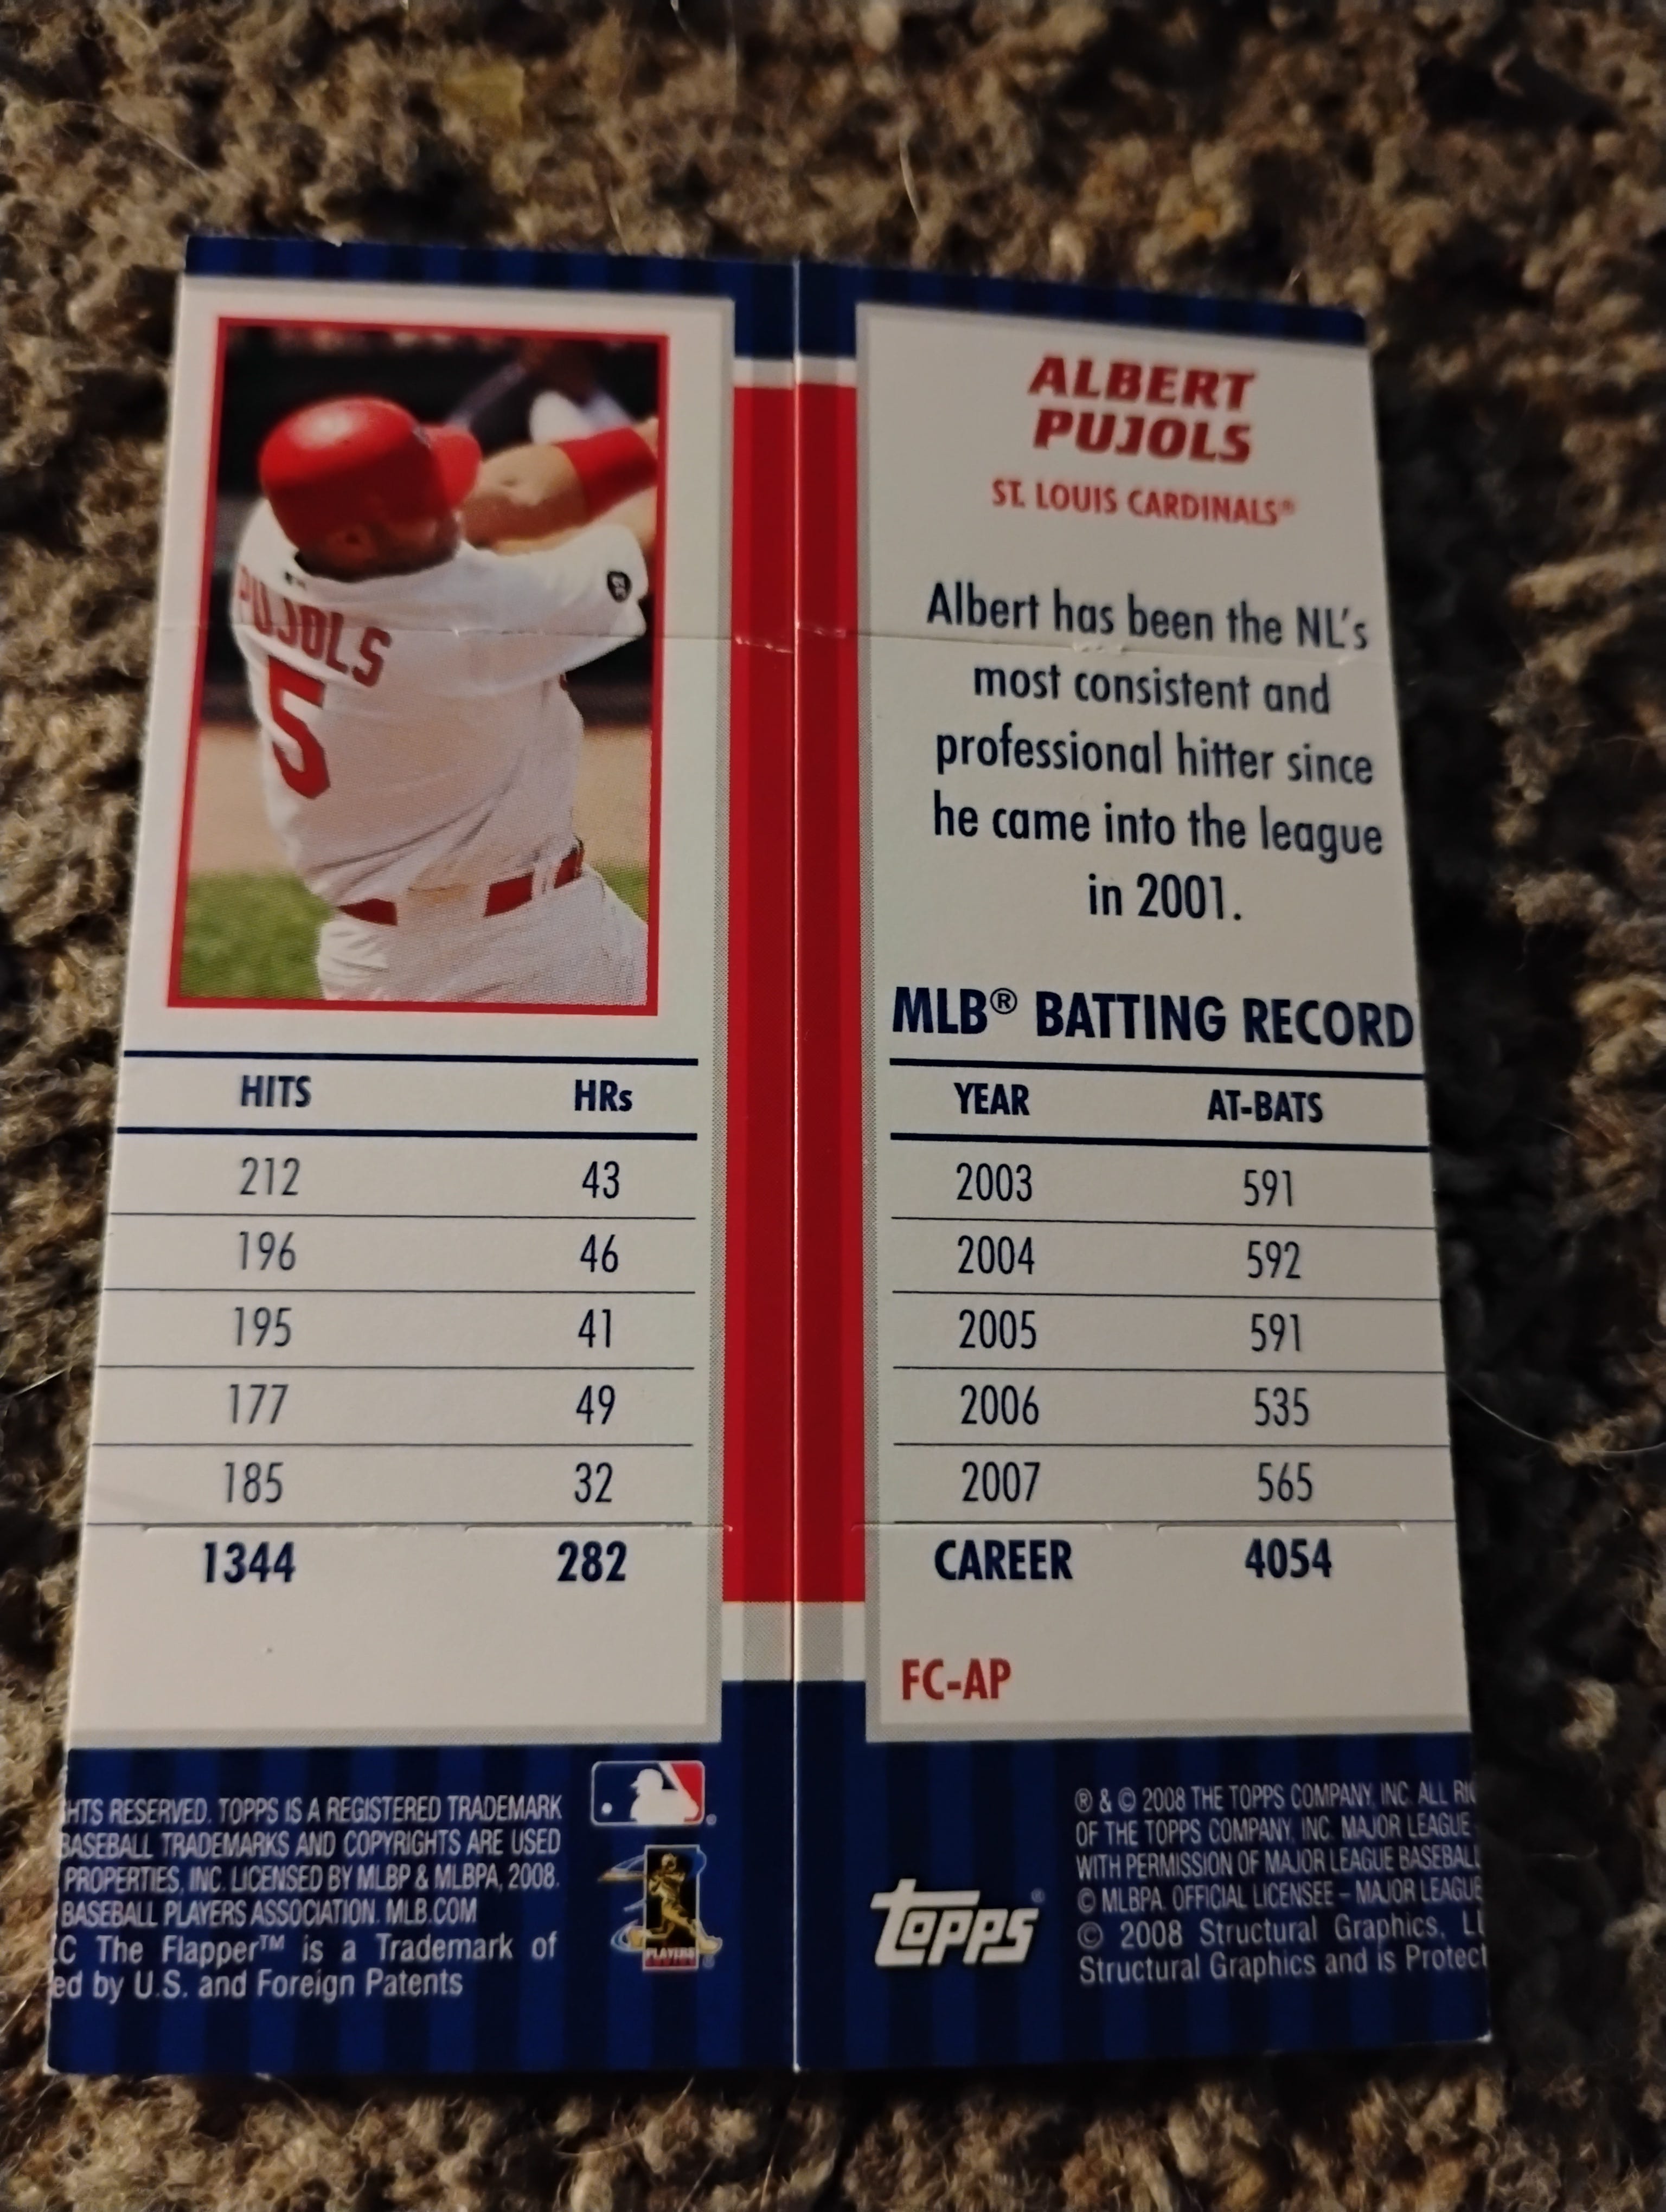 PUJOLS
5
HITS HRs
212 43
196 46
195 41
177 49
185 32
1344 282
HTS RESERVED. TOPPS IS A REGISTERED TRADEMARK
BASEBALL TRADEMARKS AND COPYRIGHTS ARE USED
PROPERTIES, INC. LICENSED BY MLBP & MLBPA, 2008.
BASEBALL PLAYERS ASSOCIATION. MLB.COM
C The Flapper™ is a Trademark of
ed by U.S. and Foreign Patents
®
PLAYERS
®
ALBERT
PUJOLS
ST. LOUIS CARDINALS®
Albert has been the NL's
most consistent and
professional hitter since
he came into the league
in 2001.
MLB® BATTING RECORD
YEAR AT-BATS
2003 591
2004 592
2005 591
2006 535
2007 565
CAREER 4054
FC-AP
topps®
® & © 2008 THE TOPPS COMPANY, INC. ALL RI
OF THE TOPPS COMPANY, INC. MAJOR LEAGUE
WITH PERMISSION OF MAJOR LEAGUE BASEBALL
© MLBPA. OFFICIAL LICENSEE – MAJOR LEAGUE
© 2008 Structural Graphics, LL
Structural Graphics and is Protect